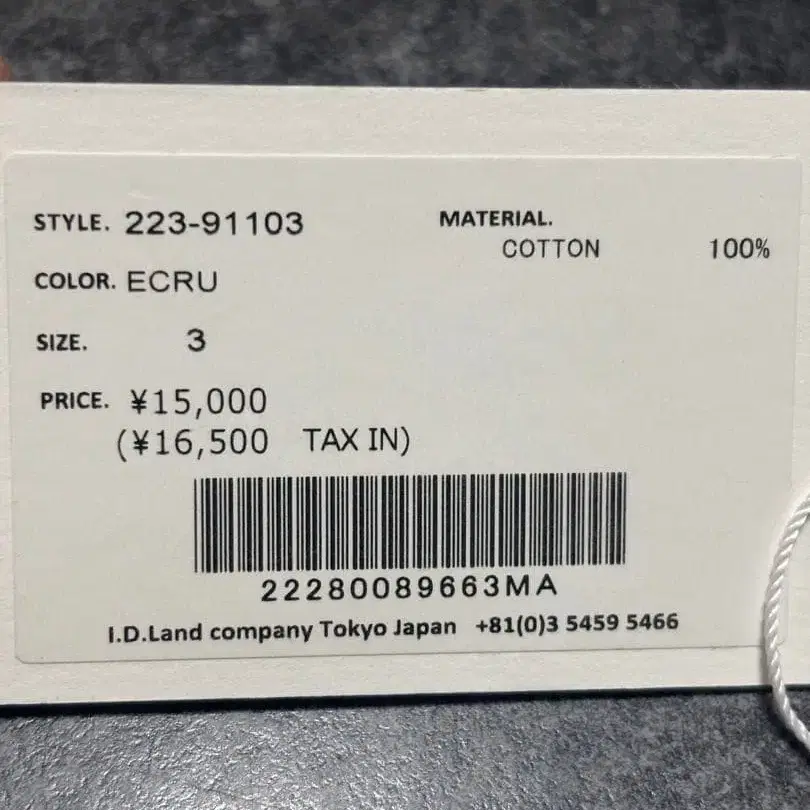 STYLE. 223-91103
MATERIAL.
COTTON 100%
COLOR. ECRU
SIZE. 3
PRICE. ¥15,000
(¥16,500 TAX IN)
22280089663MA
I.D.Land company Tokyo Japan +81(0)3 5459 5466